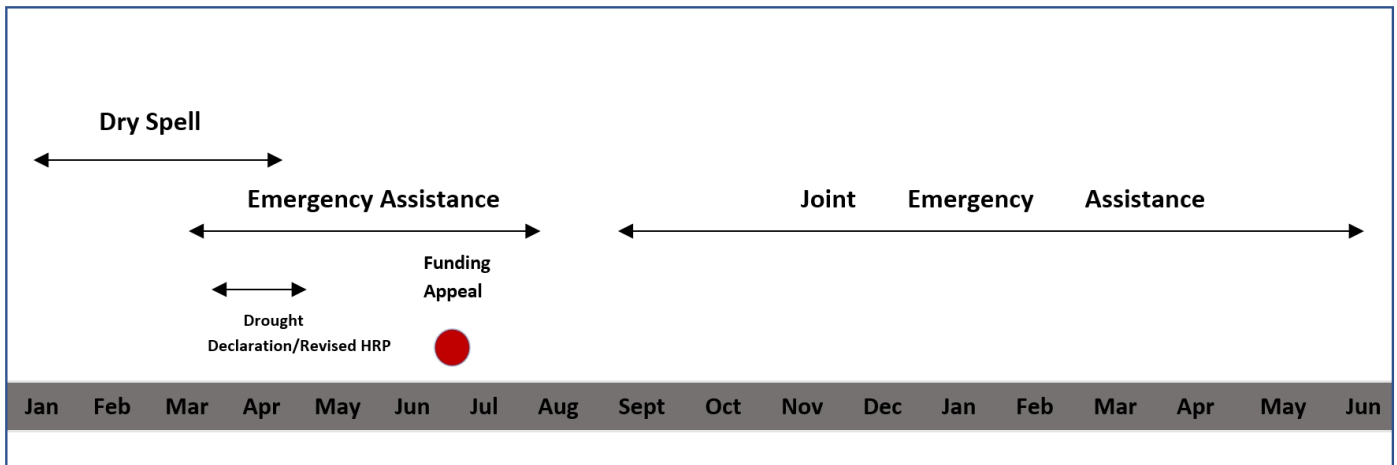 Dry Spell
Emergency Assistance
Joint Emergency Assistance
Funding
Appeal
Drought
Declaration/Revised HRP
Jan Feb Mar Apr May Jun Jul Aug Sept Oct Nov Dec Jan Feb Mar Apr May Jun